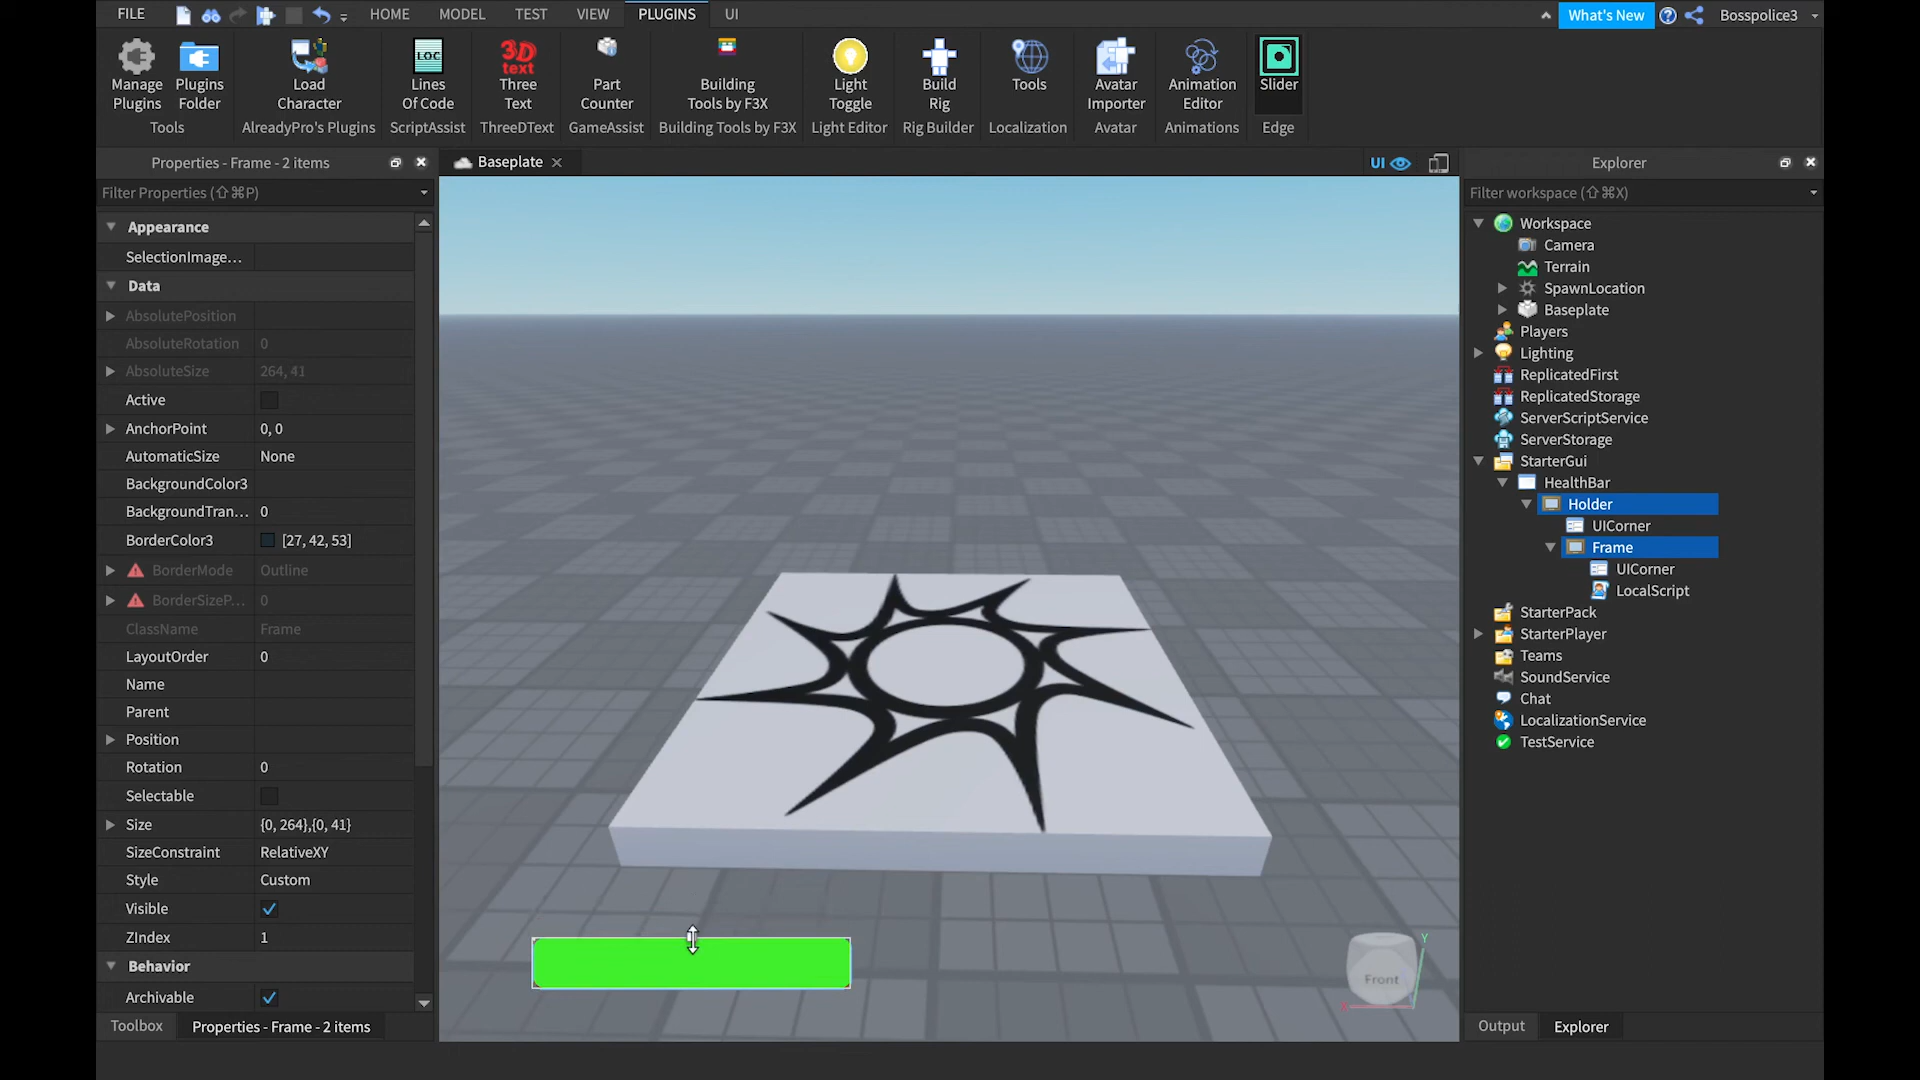 FILE HOME MODEL TEST VIEW PLUGINS UI What's New Bosspolice3
Manage Plugins
Plugins Folder
Tools
Load Character
AlreadyPro's Plugins
LOC
Lines Of Code
ScriptAssist
3D text
Three Text
ThreeDText
Part Counter
GameAssist
Building Tools by F3X
Building Tools by F3X
Light Toggle
Light Editor
Build Rig
Rig Builder
Tools
Localization
Avatar Importer
Avatar
Animation Editor
Animations
Slider
Edge
Properties - Frame - 2 items
Filter Properties (⇧⌘P)
Appearance
SelectionImage...
Data
AbsolutePosition
AbsoluteRotation 0
AbsoluteSize 264, 41
Active
AnchorPoint 0, 0
AutomaticSize None
BackgroundColor3
BackgroundTran... 0
BorderColor3 [27, 42, 53]
BorderMode Outline
BorderSizeP... 0
ClassName Frame
LayoutOrder 0
Name
Parent
Position
Rotation 0
Selectable
Size {0, 264},{0, 41}
SizeConstraint RelativeXY
Style Custom
Visible
ZIndex 1
Behavior
Archivable
Toolbox Properties - Frame - 2 items
Baseplate
UI
Front
Y
X
Explorer
Filter workspace (⇧⌘X)
Workspace
Camera
Terrain
SpawnLocation
Baseplate
Players
Lighting
ReplicatedFirst
ReplicatedStorage
ServerScriptService
ServerStorage
StarterGui
HealthBar
Holder
UICorner
Frame
UICorner
LocalScript
StarterPack
StarterPlayer
Teams
SoundService
Chat
LocalizationService
TestService
Output Explorer